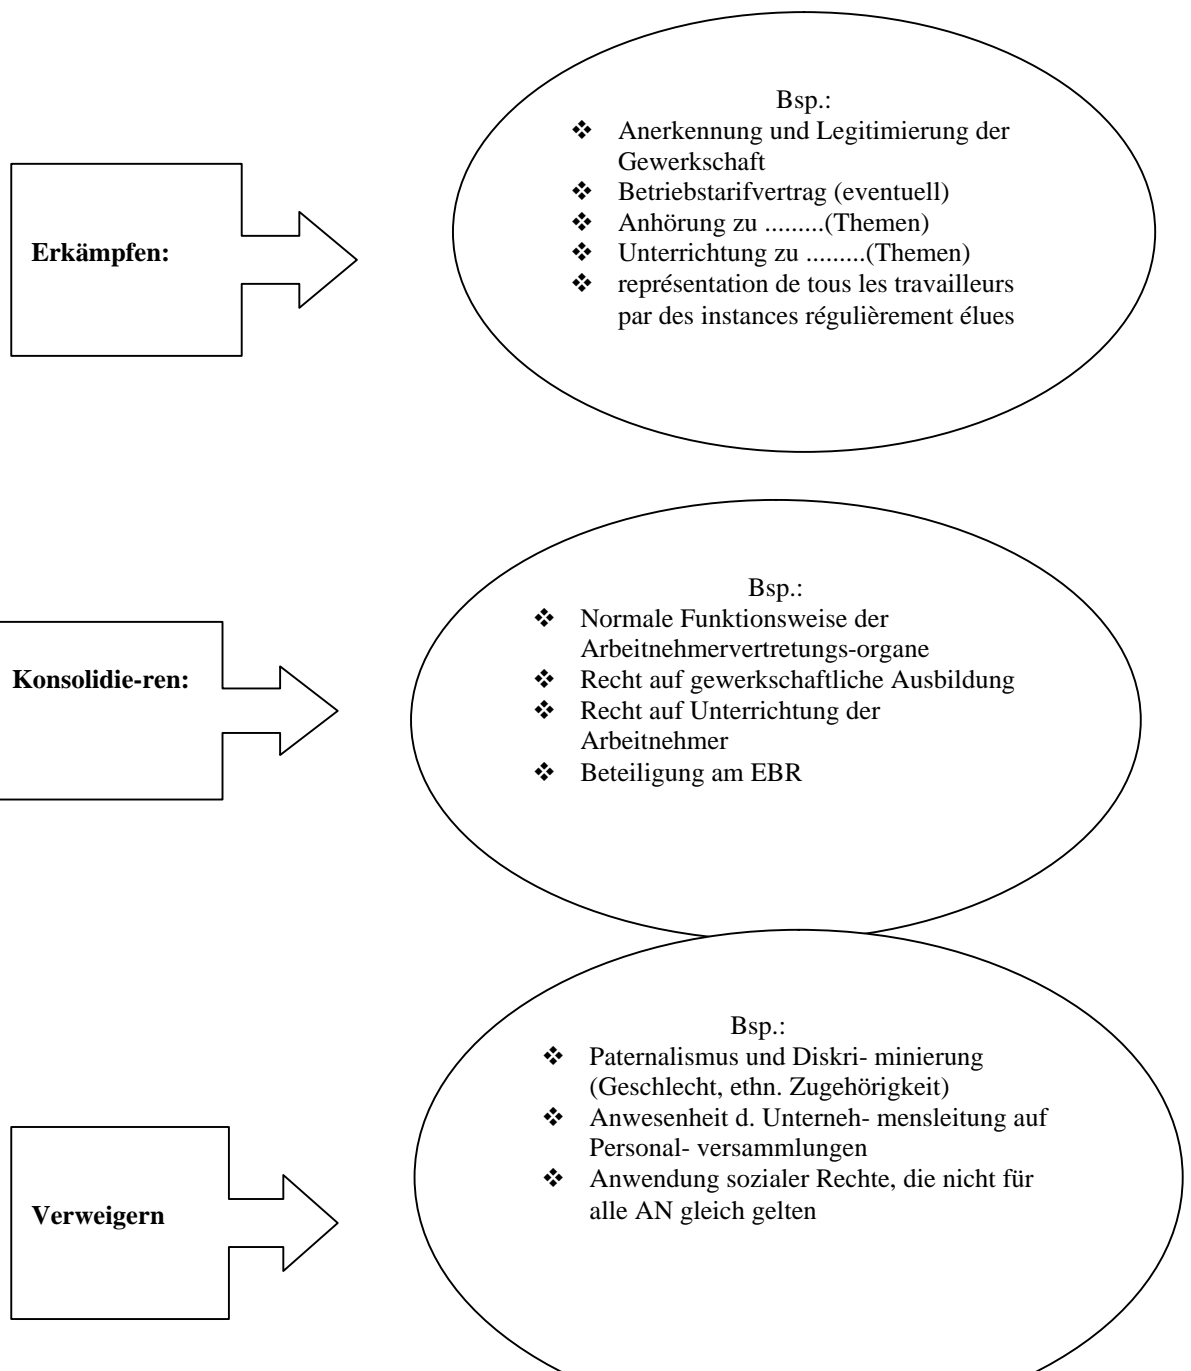 Bsp.:
❖ Anerkennung und Legitimierung der
Gewerkschaft
❖ Betriebstarifvertrag (eventuell)
❖ Anhörung zu .........(Themen)
❖ Unterrichtung zu .........(Themen)
❖ représentation de tous les travailleurs
par des instances régulièrement élues
Erkämpfen:
Bsp.:
❖ Normale Funktionsweise der
Arbeitnehmervertretungs-organe
❖ Recht auf gewerkschaftliche Ausbildung
❖ Recht auf Unterrichtung der
Arbeitnehmer
❖ Beteiligung am EBR
Konsolidie-ren:
Bsp.:
❖ Paternalismus und Diskri- minierung
(Geschlecht, ethn. Zugehörigkeit)
❖ Anwesenheit d. Unterneh- mensleitung auf
Personal- versammlungen
❖ Anwendung sozialer Rechte, die nicht für
alle AN gleich gelten
Verweigern